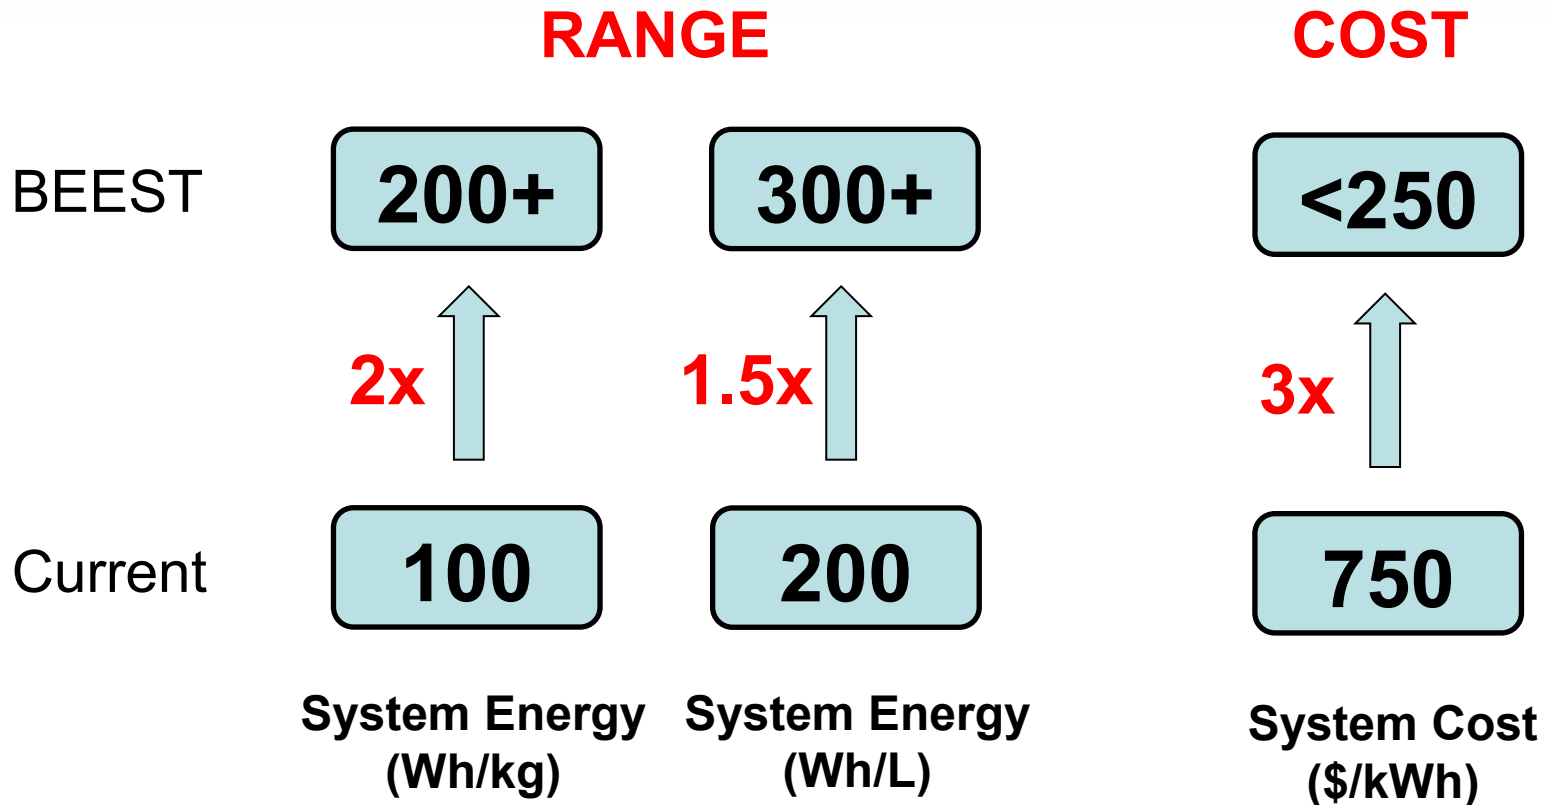 RANGE COST
BEEST 200+ 300+ <250
2x 1.5x 3x
Current 100 200 750
System Energy System Energy System Cost
(Wh/kg) (Wh/L) ($/kWh)